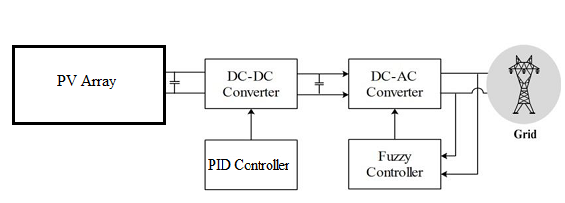 PV Array
DC-DC
Converter
DC-AC
Converter
Grid
PID Controller
Fuzzy
Controller